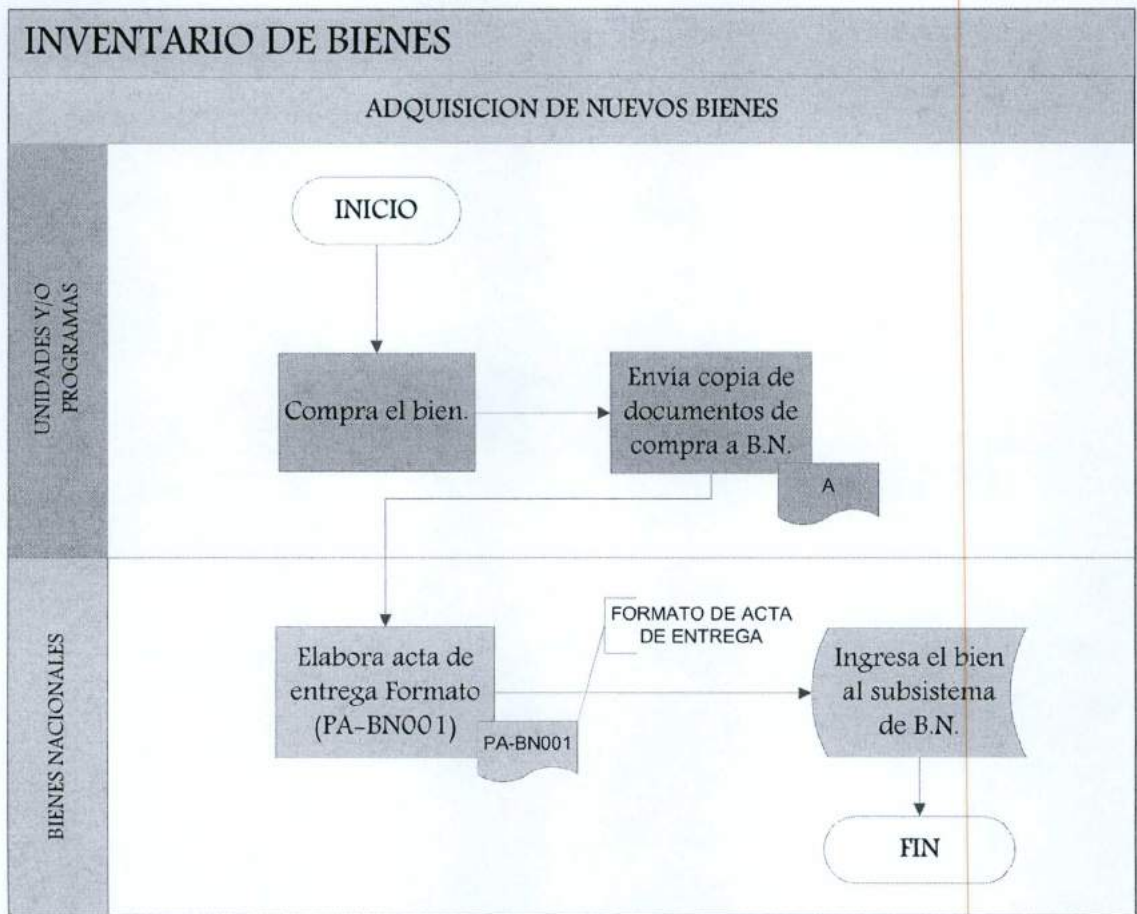 INVENTARIO DE BIENES
ADQUISICION DE NUEVOS BIENES
UNIDADES Y/O
PROGRAMAS
INICIO
Compra el bien.
Envía copia de
documentos de
compra a B.N.
A
BIENES NACIONALES
Elabora acta de
entrega Formato
(PA-BN001)
PA-BN001
FORMATO DE ACTA
DE ENTREGA
Ingresa el bien
al subsistema
de B.N.
FIN